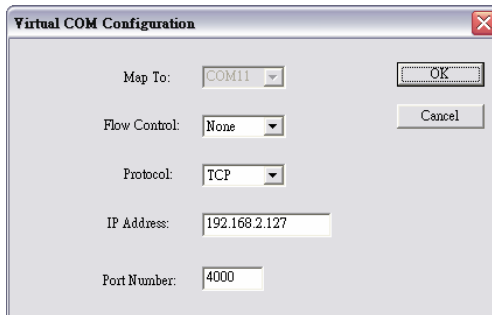 Virtual COM Configuration
Map To: COM11
OK
Flow Control: None
Cancel
Protocol: TCP
IP Address: 192.168.2.127
Port Number: 4000